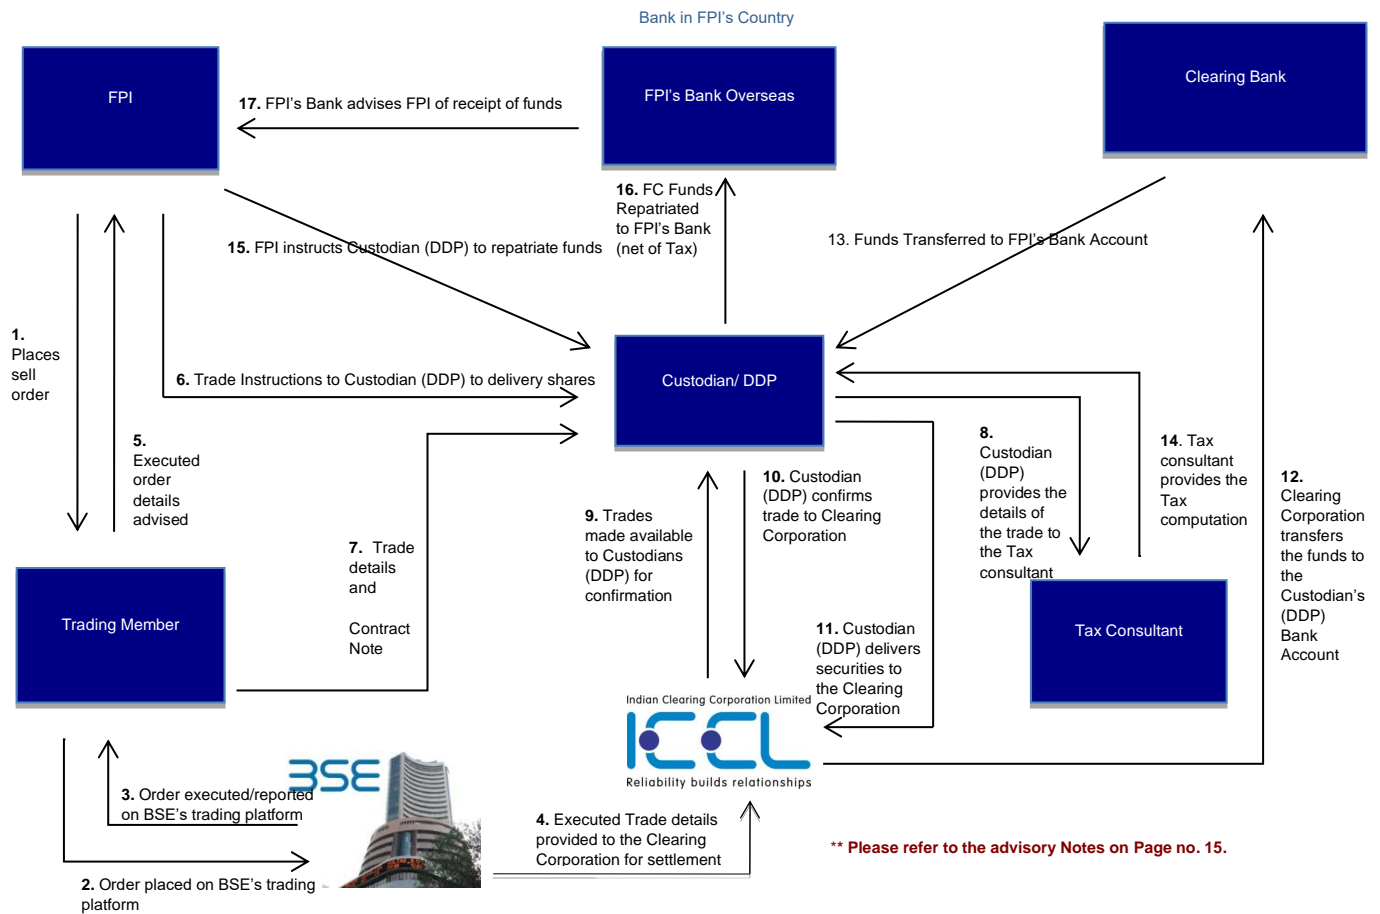 Bank in FPI's Country
FPI
17. FPI's Bank advises FPI of receipt of funds
FPI's Bank Overseas
Clearing Bank
16. FC Funds
Repatriated
to FPI's Bank
(net of Tax)
15. FPI instructs Custodian (DDP) to repatriate funds
13. Funds Transferred to FPI's Bank Account
1.
Places
sell
order
6. Trade Instructions to Custodian (DDP) to delivery shares
Custodian/ DDP
5.
Executed
order
details
advised
8.
Custodian
(DDP)
provides the
details of
the trade to
the Tax
consultant
14. Tax
consultant
provides the
Tax
computation
12.
Clearing
Corporation
transfers
the funds to
the
Custodian's
(DDP)
Bank
Account
10. Custodian
(DDP) confirms
trade to Clearing
Corporation
9. Trades
made available
to Custodians
(DDP) for
confirmation
7. Trade
details
and
Contract
Note
Trading Member
Tax Consultant
11. Custodian
(DDP) delivers
securities to
the Clearing
Corporation
Indian Clearing Corporation Limited
ICCL
Reliability builds relationships
BSE
3. Order executed/reported
on BSE's trading platform
4. Executed Trade details
provided to the Clearing
Corporation for settlement
** Please refer to the advisory Notes on Page no. 15.
2. Order placed on BSE's trading
platform